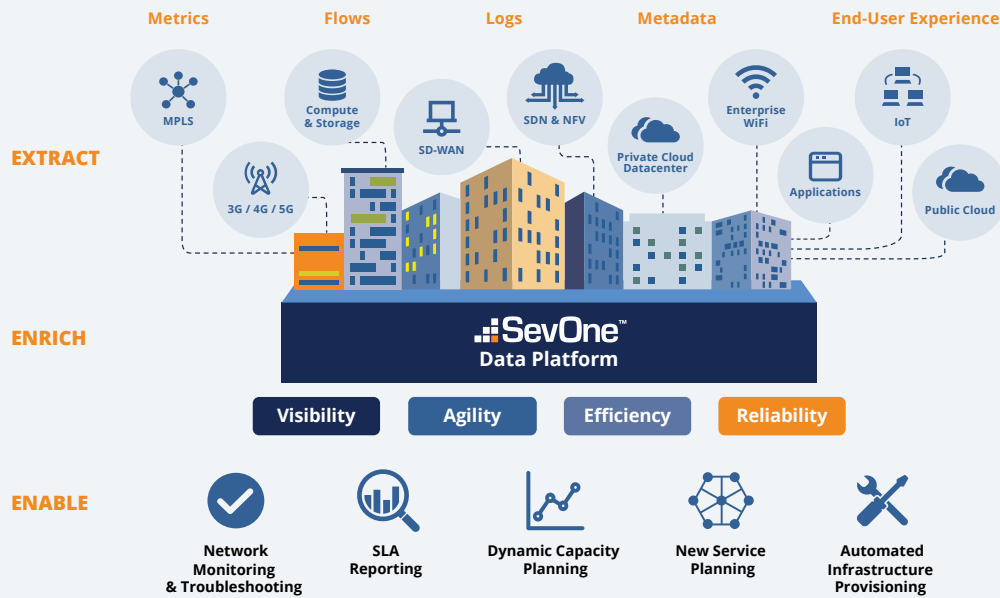 Metrics
Flows
Logs
Metadata
End-User Experience
MPLS
Compute
& Storage
SD-WAN
SDN & NFV
Private Cloud
Datacenter
Enterprise
WiFi
IoT
EXTRACT
3G / 4G / 5G
Applications
Public Cloud
ENRICH
SevOne™
Data Platform
Visibility
Agility
Efficiency
Reliability
ENABLE
Network
Monitoring
& Troubleshooting
SLA
Reporting
Dynamic Capacity
Planning
New Service
Planning
Automated
Infrastructure
Provisioning